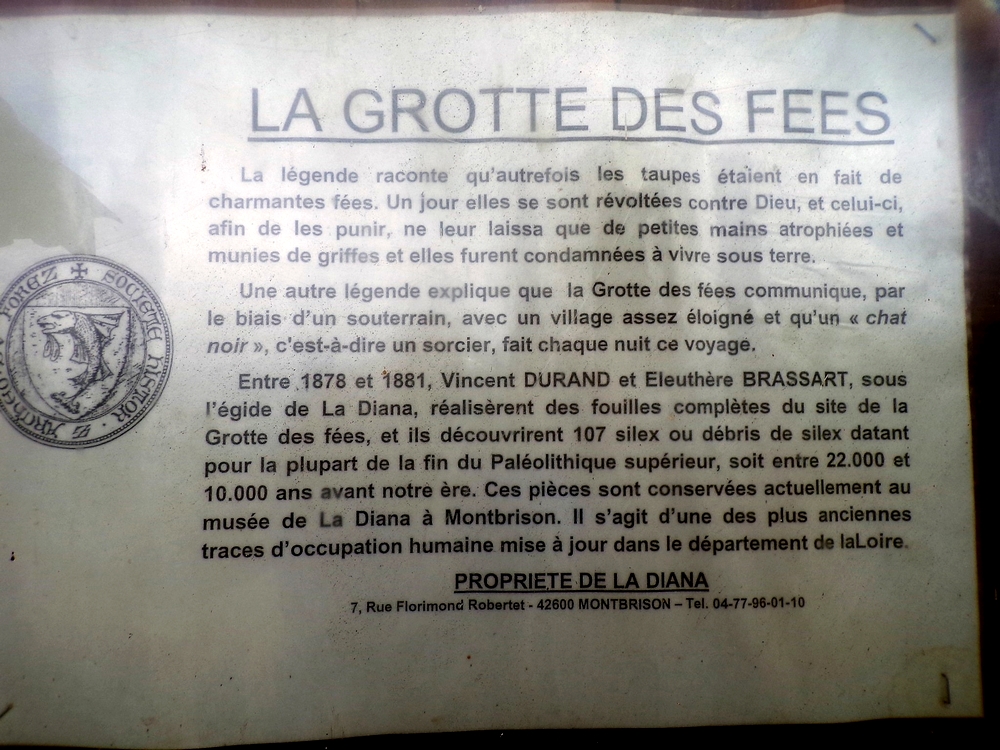 LA GROTTE DES FEES
La légende raconte qu'autrefois les taupes étaient en fait de
charmantes fées. Un jour elles se sont révoltées contre Dieu, et celui-ci,
afin de les punir, ne leur laissa que de petites mains atrophiées et
munies de griffes et elles furent condamnées à vivre sous terre.
Une autre légende explique que la Grotte des fées communique, par
le biais d'un souterrain, avec un village assez éloigné et qu'un « chat
noir », c'est-à-dire un sorcier, fait chaque nuit ce voyage.
Entre 1878 et 1881, Vincent DURAND et Eleuthère BRASSART, sous
l'égide de La Diana, réalisèrent des fouilles complètes du site de la
Grotte des fées, et ils découvrirent 107 silex ou débris de silex datant
pour la plupart de la fin du Paléolithique supérieur, soit entre 22.000 et
10.000 ans avant notre ère. Ces pièces sont conservées actuellement au
musée de La Diana à Montbrison. Il s'agit d'une des plus anciennes
traces d'occupation humaine mise à jour dans le département de laLoire.
PROPRIETE DE LA DIANA
7, Rue Florimond Robertet - 42600 MONTBRISON – Tel. 04-77-96-01-10
FOREZ SOCIETE HISTOR